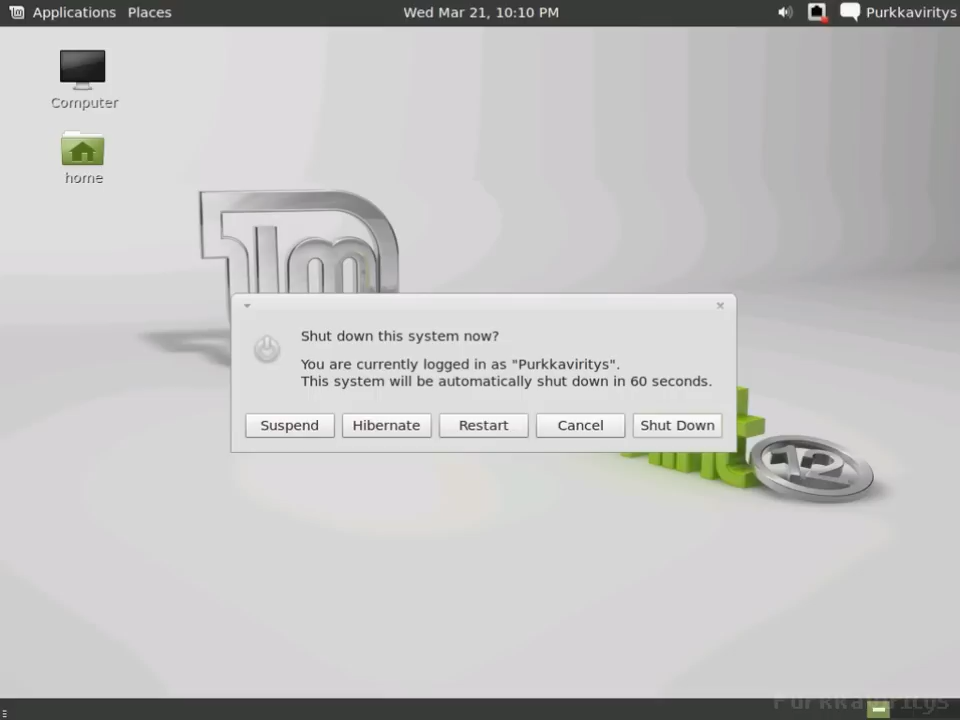 Applications Places Wed Mar 21, 10:10 PM Purkkaviritys
Computer
home
Shut down this system now?
You are currently logged in as "Purkkaviritys".
This system will be automatically shut down in 60 seconds.
Suspend Hibernate Restart Cancel Shut Down
12
Purkkaviritys